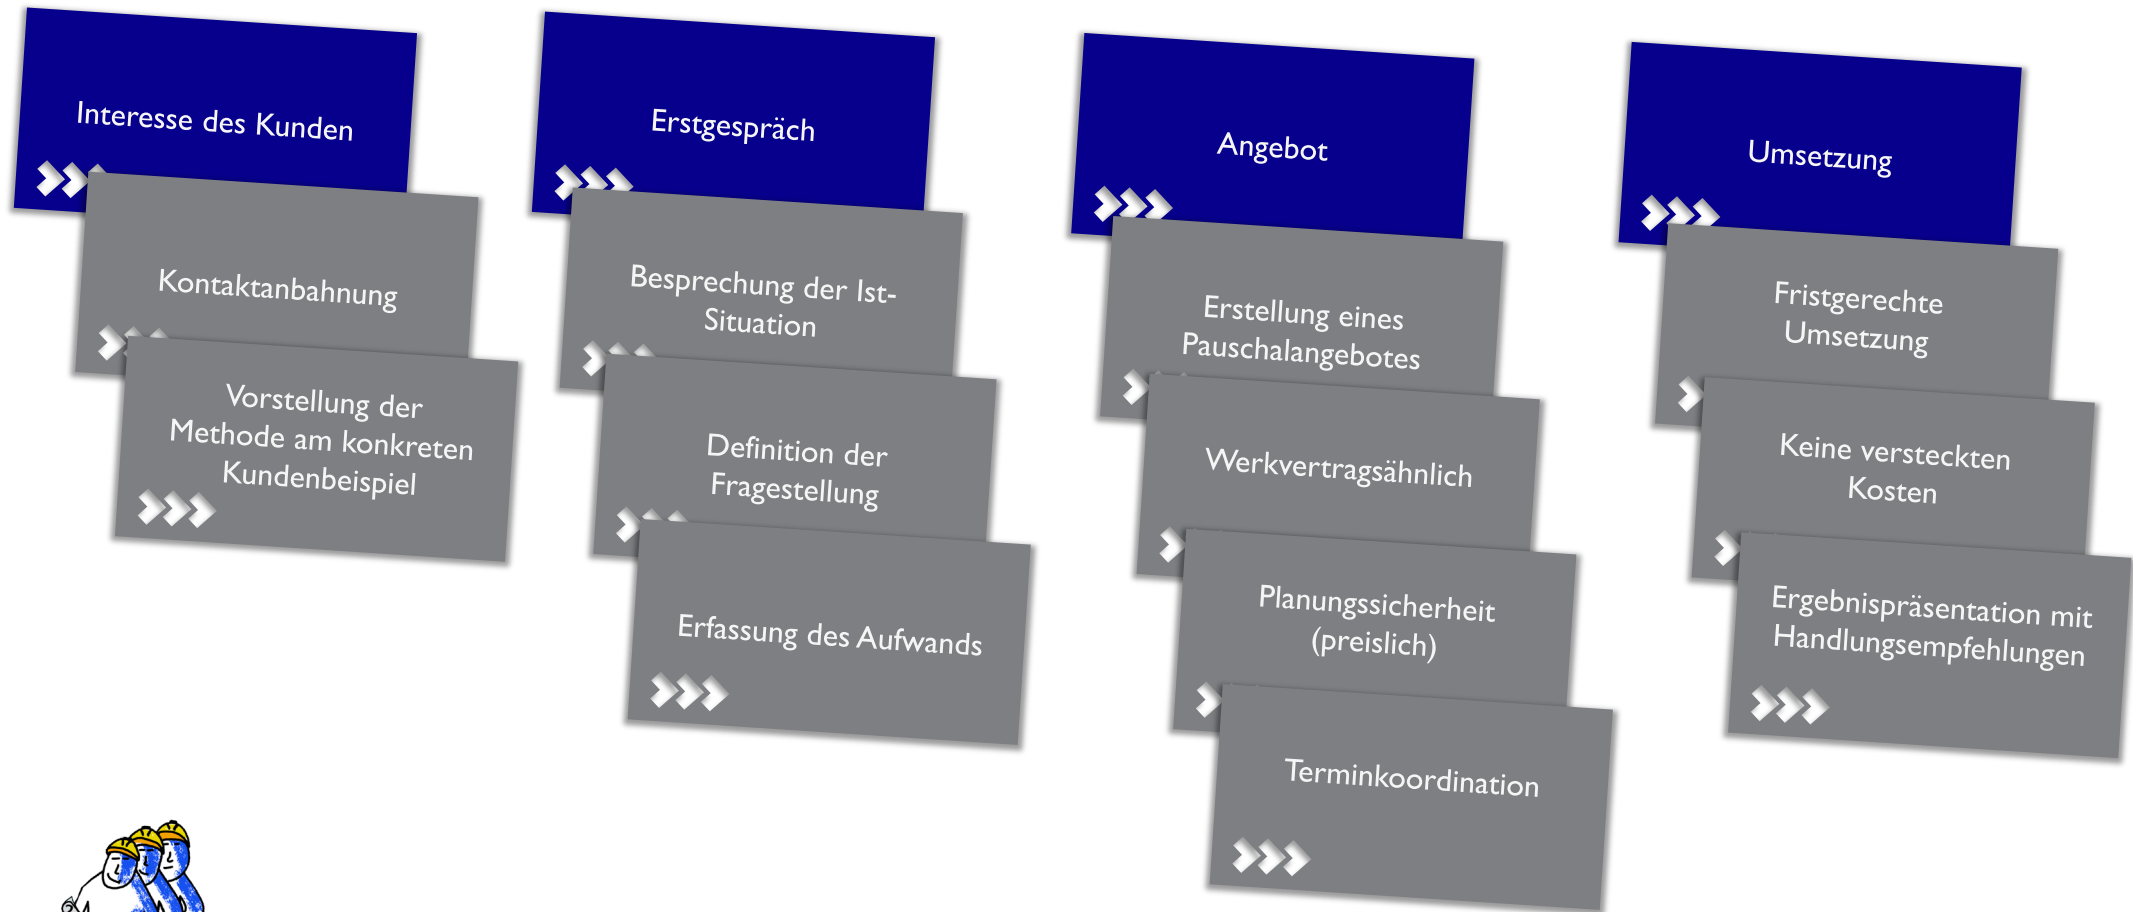 Interesse des Kunden
Kontaktanbahnung
Vorstellung der
Methode am konkreten
Kundenbeispiel
Erstgespräch
Besprechung der Ist-
Situation
Definition der
Fragestellung
Erfassung des Aufwands
Angebot
Erstellung eines
Pauschalangebotes
Werkvertragsähnlich
Planungssicherheit
(preislich)
Terminkoordination
Umsetzung
Fristgerechte
Umsetzung
Keine versteckten
Kosten
Ergebnispräsentation mit
Handlungsempfehlungen